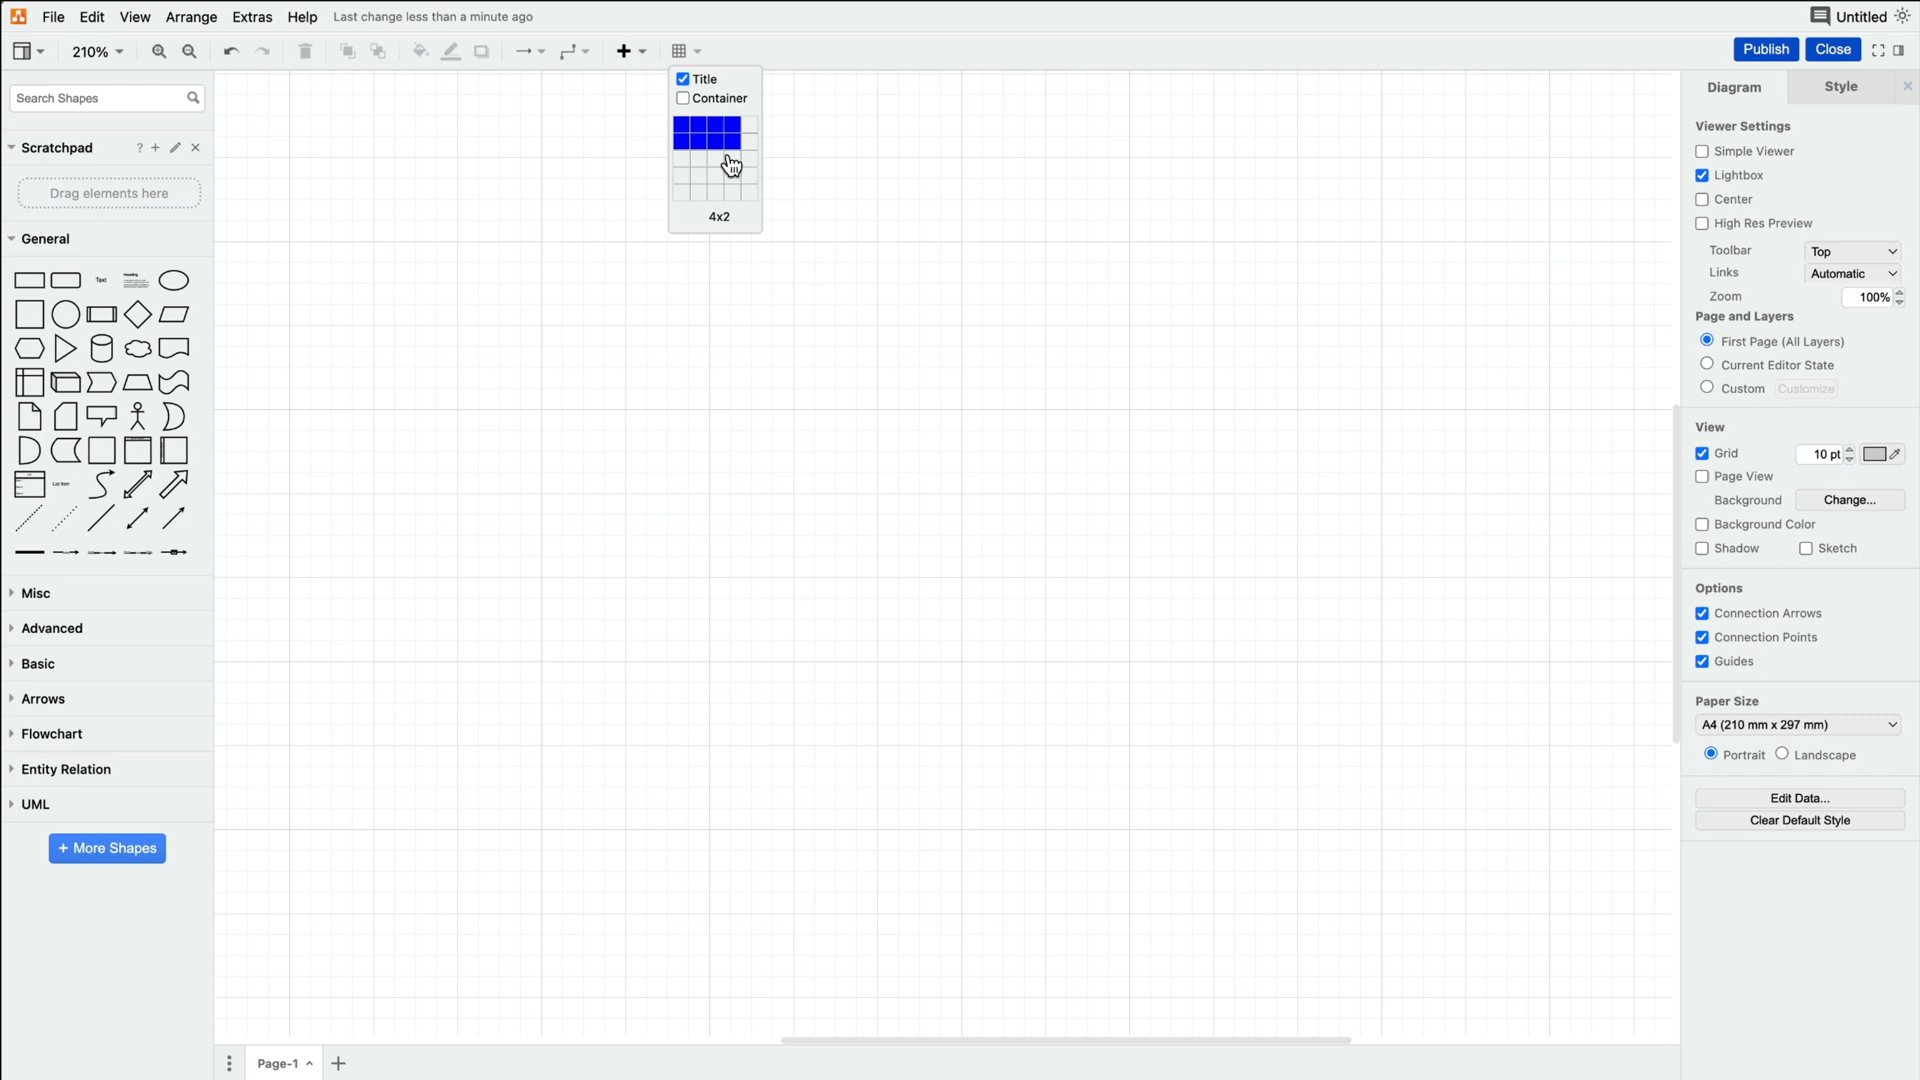 File Edit View Arrange Extras Help Last change less than a minute ago Untitled
210% Publish Close
Title
Container
4x2
Search Shapes
Scratchpad ?
Drag elements here
General
Text Heading
List Item
Misc
Advanced
Basic
Arrows
Flowchart
Entity Relation
UML
+ More Shapes
Page-1
Diagram Style
Viewer Settings
Simple Viewer
Lightbox
Center
High Res Preview
Toolbar Top
Links Automatic
Zoom 100%
Page and Layers
First Page (All Layers)
Current Editor State
Custom Customize
View
Grid 10 pt
Page View
Background Change...
Background Color
Shadow Sketch
Options
Connection Arrows
Connection Points
Guides
Paper Size
A4 (210 mm x 297 mm)
Portrait Landscape
Edit Data...
Clear Default Style